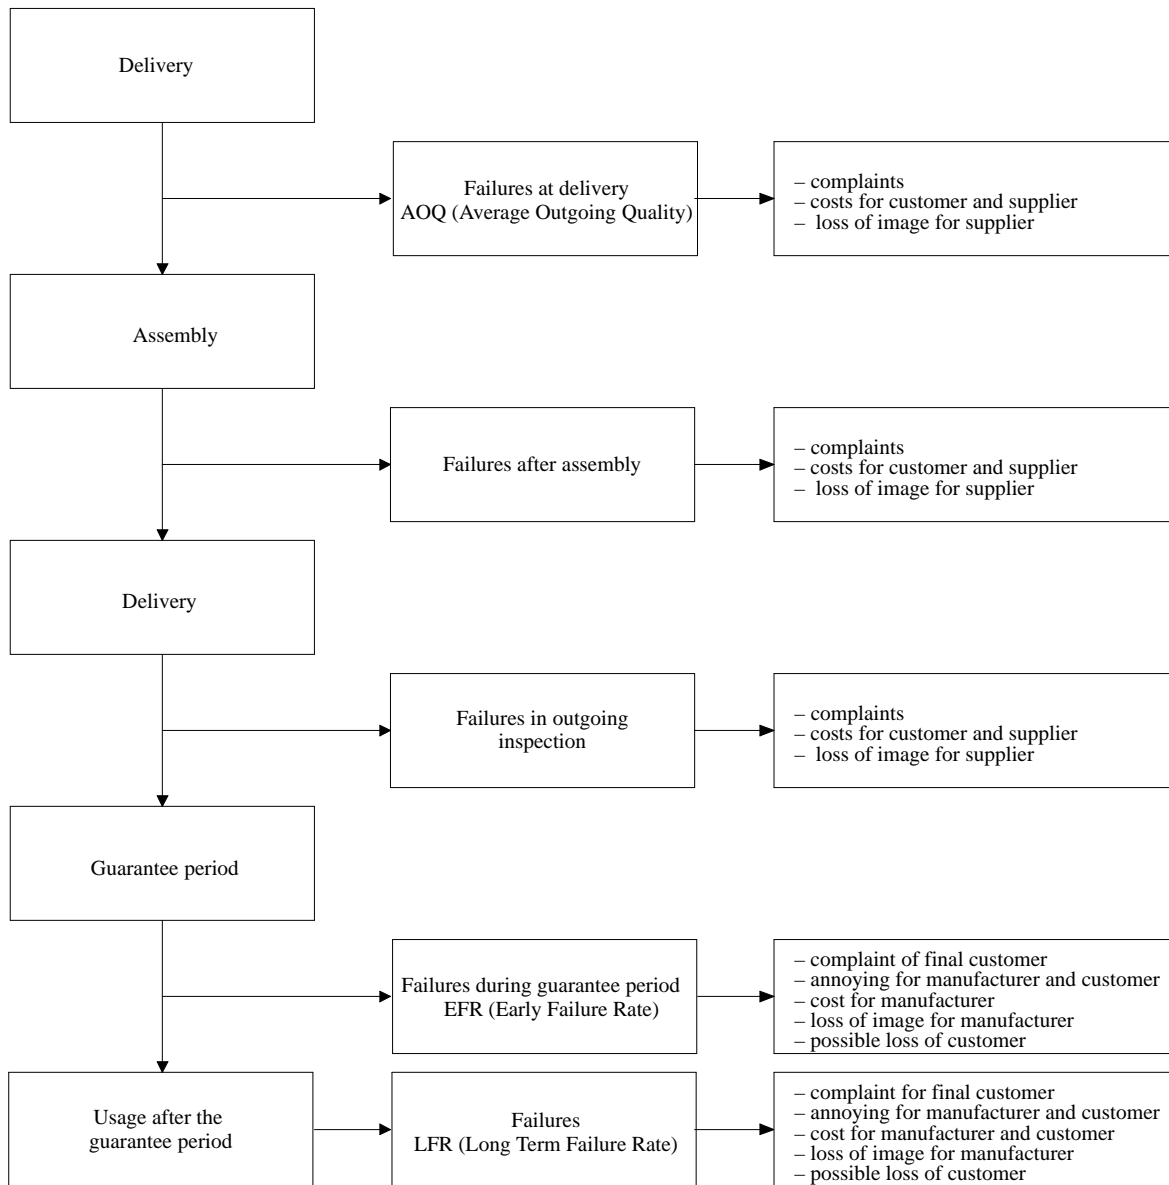 Delivery
Failures at delivery
AOQ (Average Outgoing Quality)
– complaints
– costs for customer and supplier
– loss of image for supplier
Assembly
Failures after assembly
– complaints
– costs for customer and supplier
– loss of image for supplier
Delivery
Failures in outgoing
inspection
– complaints
– costs for customer and supplier
– loss of image for supplier
Guarantee period
Failures during guarantee period
EFR (Early Failure Rate)
– complaint of final customer
– annoying for manufacturer and customer
– cost for manufacturer
– loss of image for manufacturer
– possible loss of customer
Usage after the
guarantee period
Failures
LFR (Long Term Failure Rate)
– complaint for final customer
– annoying for manufacturer and customer
– cost for manufacturer and customer
– loss of image for manufacturer
– possible loss of customer